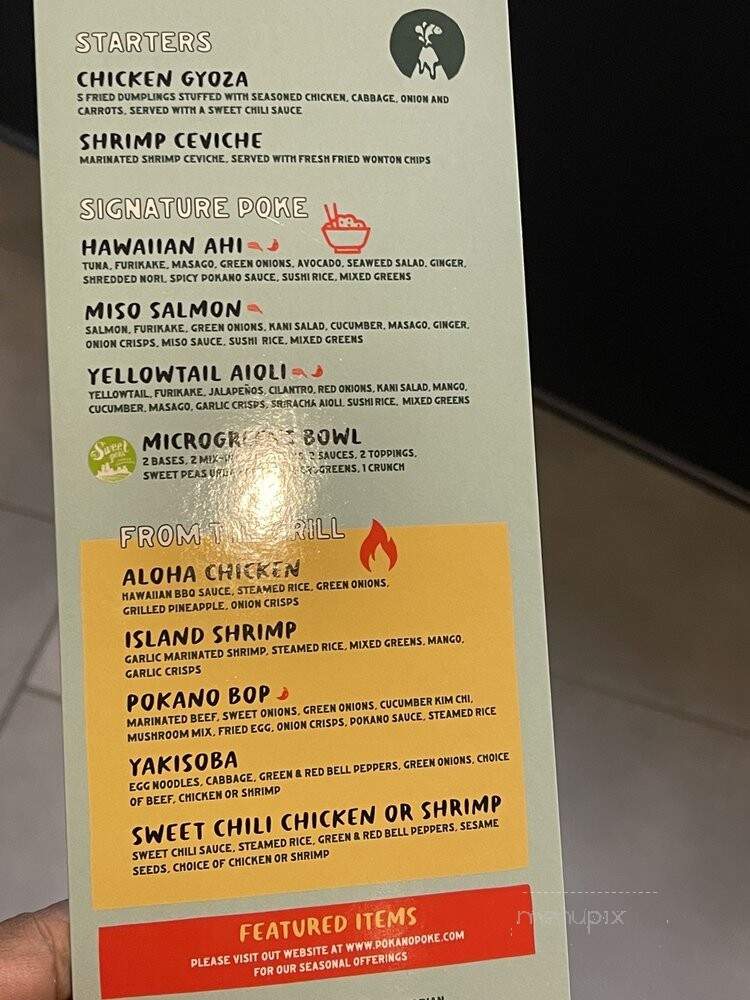 STARTERS
CHICKEN GYOZA
5 FRIED DUMPLINGS STUFFED WITH SEASONED CHICKEN, CABBAGE, ONION AND
CARROTS, SERVED WITH A SWEET CHILI SAUCE
SHRIMP CEVICHE
MARINATED SHRIMP CEVICHE, SERVED WITH FRESH FRIED WONTON CHIPS
SIGNATURE POKE
HAWAIIAN AHI
TUNA, FURIKAKE, MASAGO, GREEN ONIONS, AVOCADO, SEAWEED SALAD, GINGER,
SHREDDED NORI, SPICY POKANO SAUCE, SUSHI RICE, MIXED GREENS
MISO SALMON
SALMON, FURIKAKE, GREEN ONIONS, KANI SALAD, CUCUMBER, MASAGO, GINGER,
ONION CRISPS, MISO SAUCE, SUSHI RICE, MIXED GREENS
YELLOWTAIL AIOLI
YELLOWTAIL, FURIKAKE, JALAPEÑOS, CILANTRO, RED ONIONS, KANI SALAD, MANGO,
CUCUMBER, MASAGO, GARLIC CRISPS, SRIRACHA AIOLI, SUSHI RICE, MIXED GREENS
Sweet peas
MICROGREENS BOWL
2 BASES, 2 SAUCES, 2 TOPPINGS,
SWEET PEAS 1 CRUNCH
FROM THE GRILL
ALOHA CHICKEN
HAWAIIAN BBQ SAUCE, STEAMED RICE, GREEN ONIONS,
GRILLED PINEAPPLE, ONION CRISPS
ISLAND SHRIMP
GARLIC MARINATED SHRIMP, STEAMED RICE, MIXED GREENS, MANGO,
GARLIC CRISPS
POKANO BOP
MARINATED BEEF, SWEET ONIONS, GREEN ONIONS, CUCUMBER KIM CHI,
MUSHROOM MIX, FRIED EGG, ONION CRISPS, POKANO SAUCE, STEAMED RICE
YAKISOBA
EGG NOODLES, CABBAGE, GREEN & RED BELL PEPPERS, GREEN ONIONS, CHOICE
OF BEEF, CHICKEN OR SHRIMP
SWEET CHILI CHICKEN OR SHRIMP
SWEET CHILI SAUCE, STEAMED RICE, GREEN & RED BELL PEPPERS, SESAME
SEEDS, CHOICE OF CHICKEN OR SHRIMP
FEATURED ITEMS
PLEASE VISIT OUT WEBSITE AT WWW.POKANOPOKE.COM
FOR OUR SEASONAL OFFERINGS
menupix